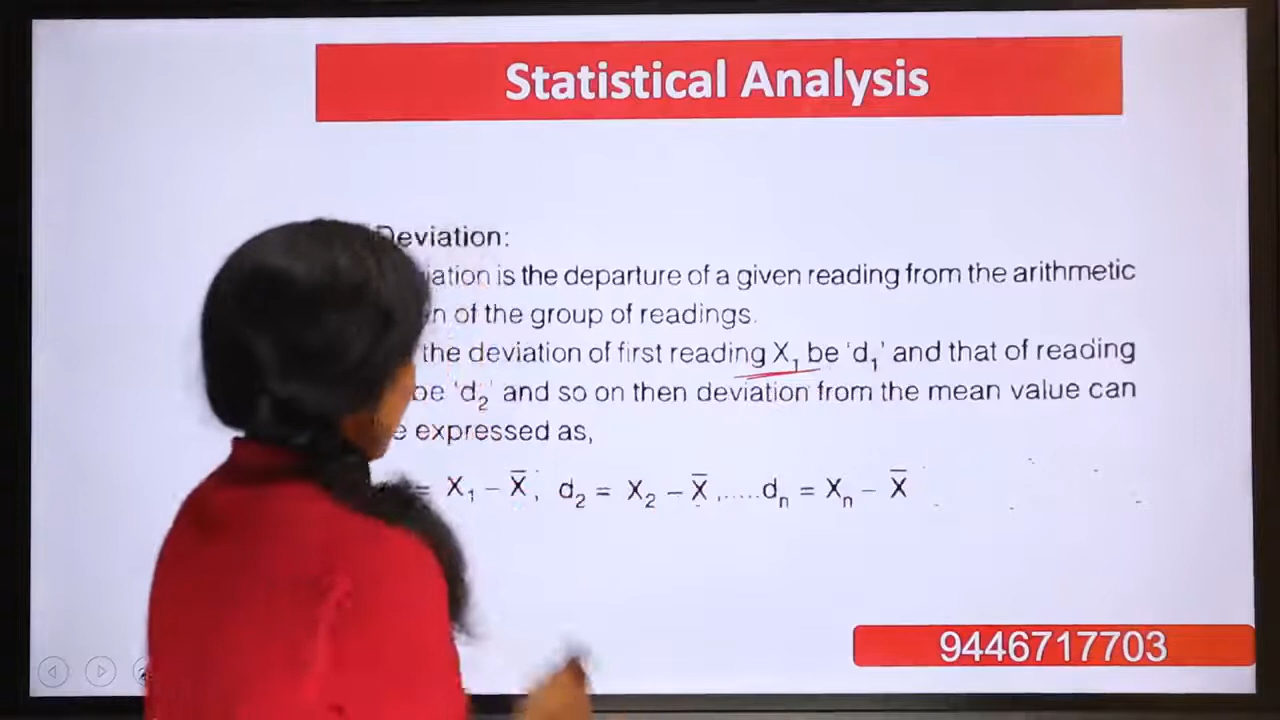 Statistical Analysis
Deviation:
is the departure of a given reading from the arithmetic
of the group of readings.
the deviation of first reading X₁ be 'd₁' and that of reading
be 'd₂' and so on then deviation from the mean value can
expressed as,
= X₁ – X̅, d₂ = X₂ – X̅,.....dₙ = Xₙ – X̅
9446717703